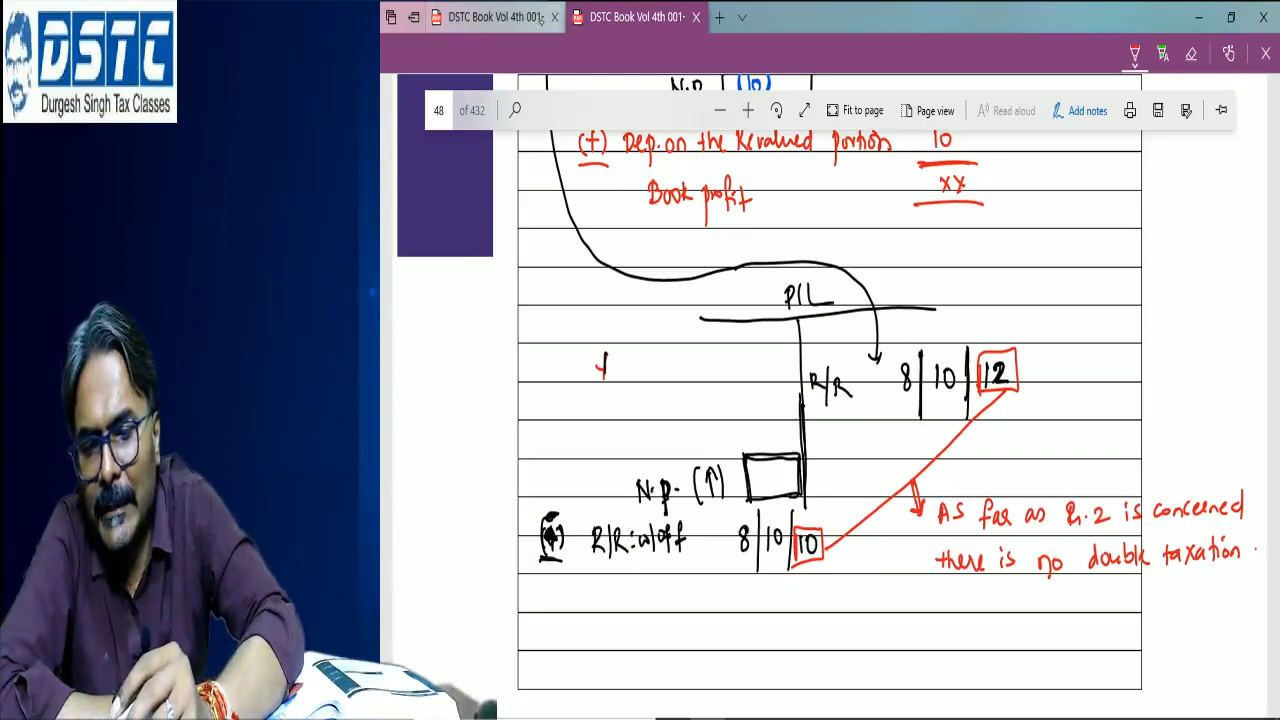 DSTC
Durgesh Singh Tax Classes
DSTC Book Vol 4th 001-
DSTC Book Vol 4th 001-
48 of 432
Fit to page
Page view
Read aloud
Add notes
N.P (10)
(+) Dep. on the Revalued portion 10
Book profit xx
P/L
R/R 8 | 10 | 12
N.p. (↑)
R/R: w/off 8 | 10 | 10
As far as Rs. 2 is concerned
there is no double taxation.